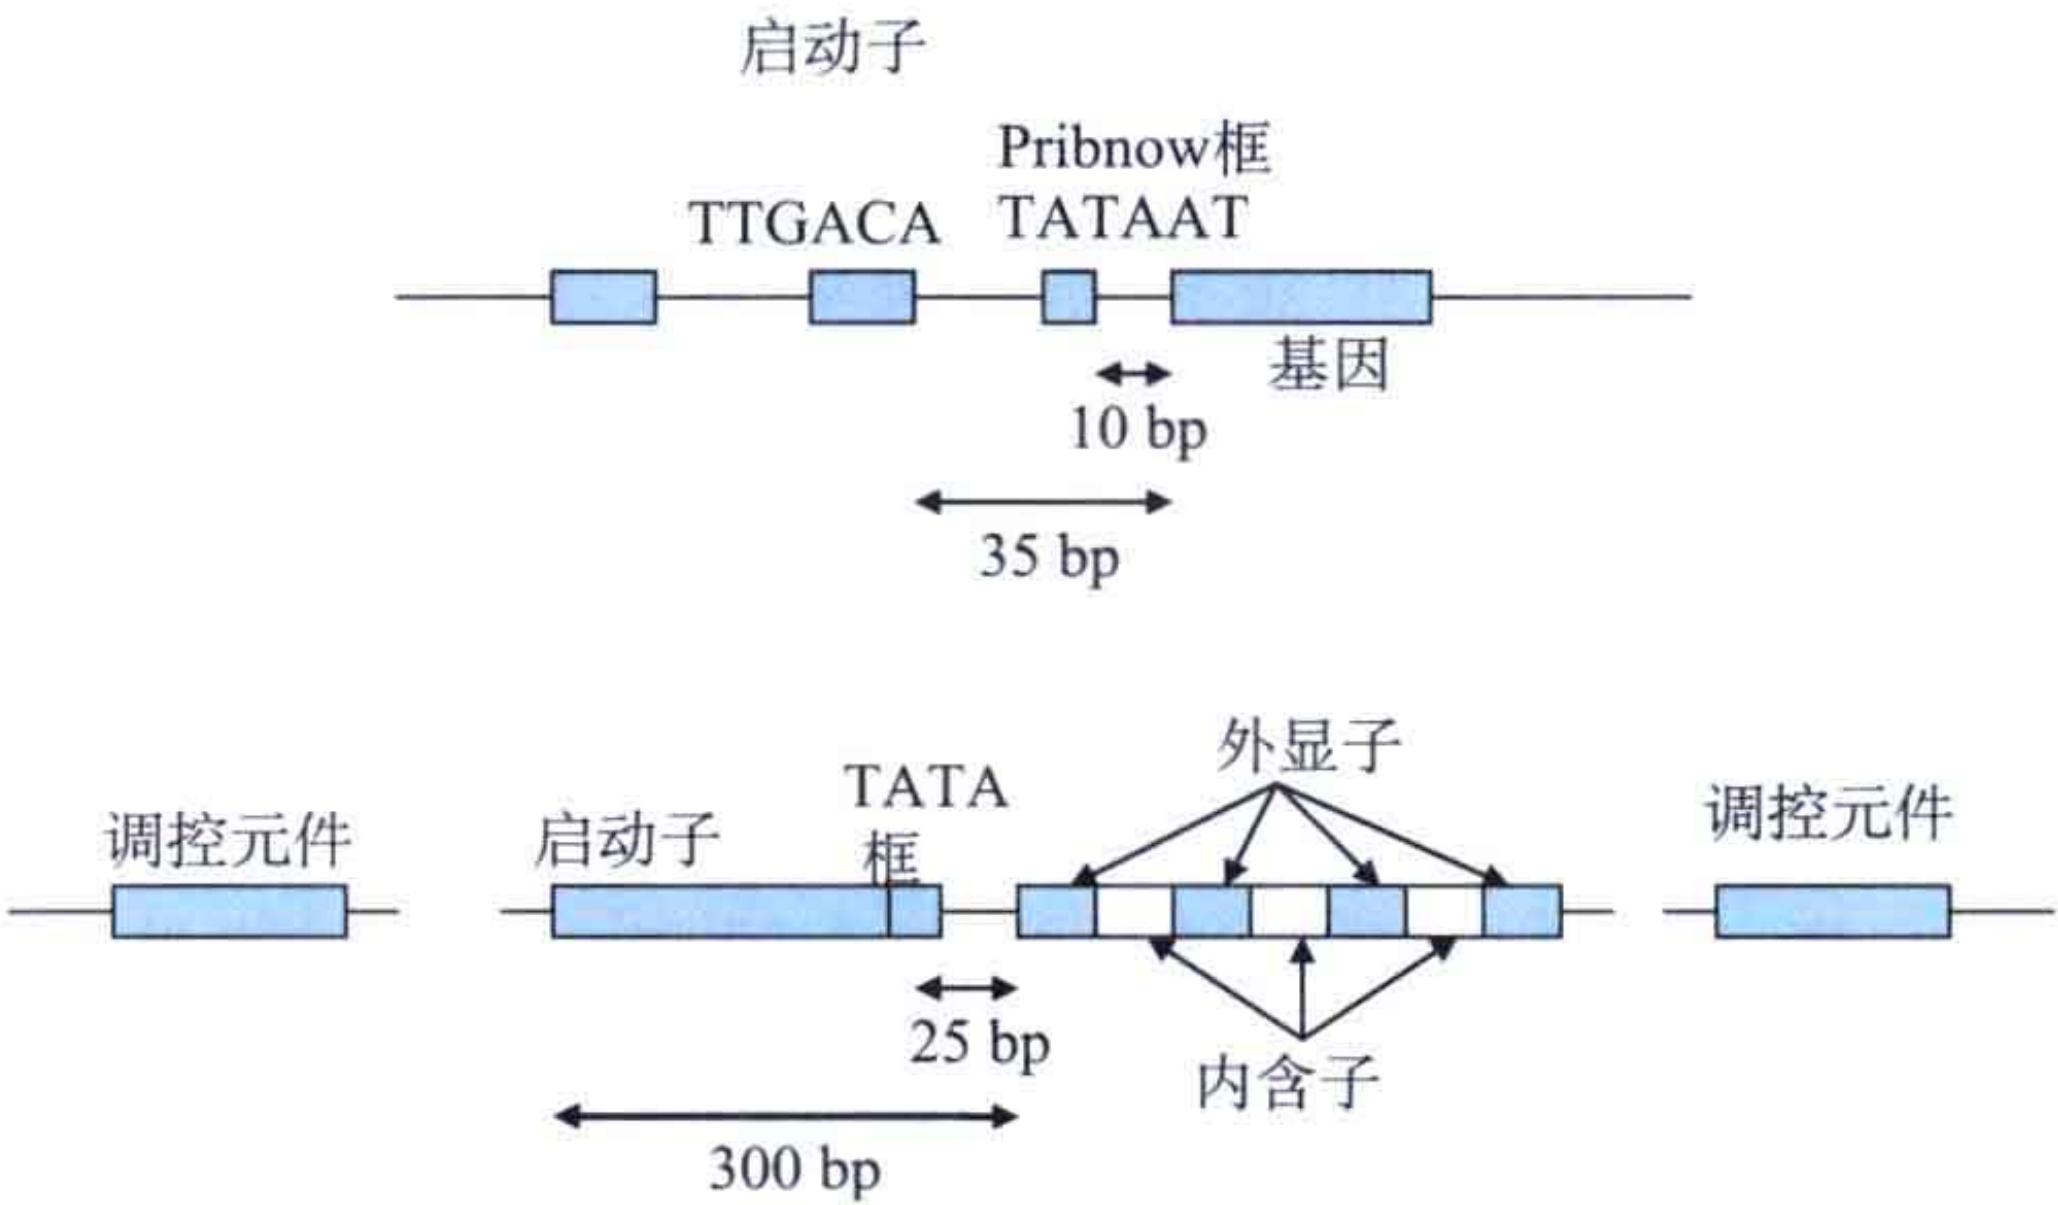 启动子
Pribnow框
TTGACA TATAAT
基因
10 bp
35 bp
外显子
TATA
框
调控元件 启动子 调控元件
25 bp
内含子
300 bp